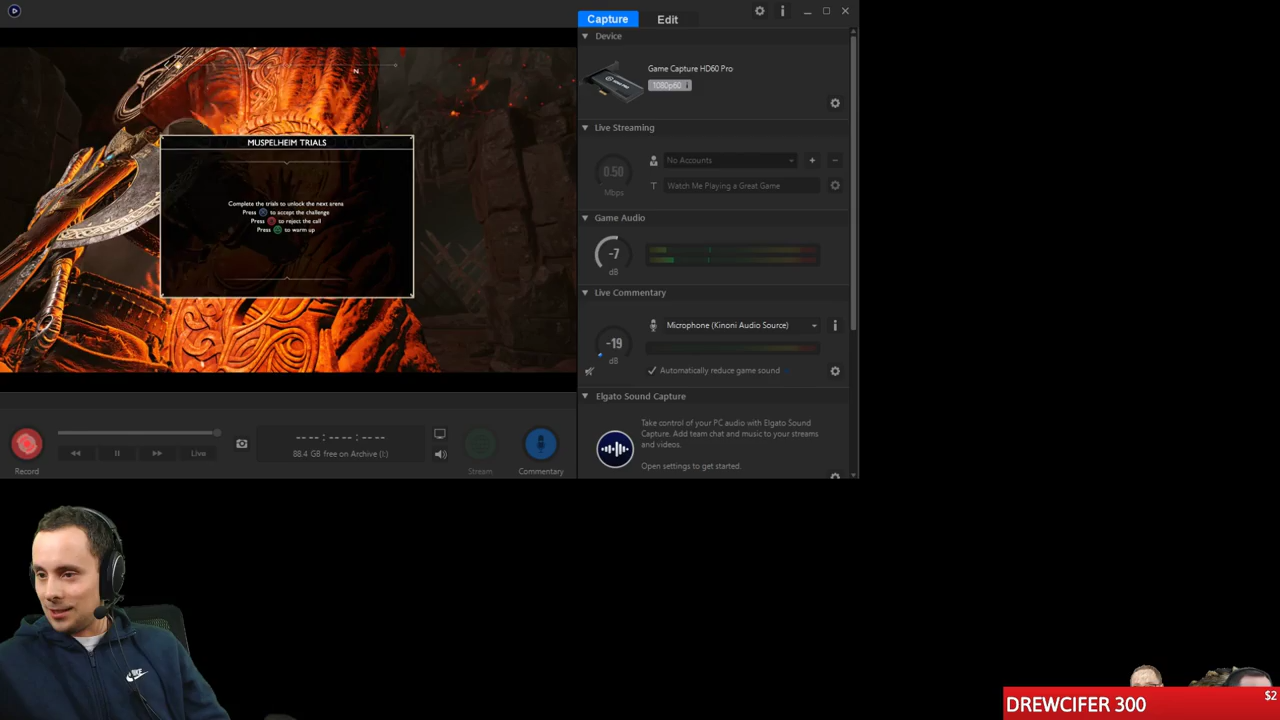 Capture
Edit
Device
Game Capture HD60 Pro
1080p60
Live Streaming
0.50
Mbps
No Accounts
T Watch Me Playing a Great Game
Game Audio
-7
dB
Live Commentary
-19
dB
Microphone (Kinoni Audio Source)
Automatically reduce game sound
Elgato Sound Capture
Take control of your PC audio with Elgato Sound
Capture. Add team chat and music to your streams
and videos.
Open settings to get started.
N
MUSPELHEIM TRIALS
Complete the trials to unlock the next arena
Press to accept the challenge
Press to reject the call
Press to warm up
-- -- : -- -- : -- --
88.4 GB free on Archive (I:)
Live
Record
Stream
Commentary
DREWCIFER 300
$2